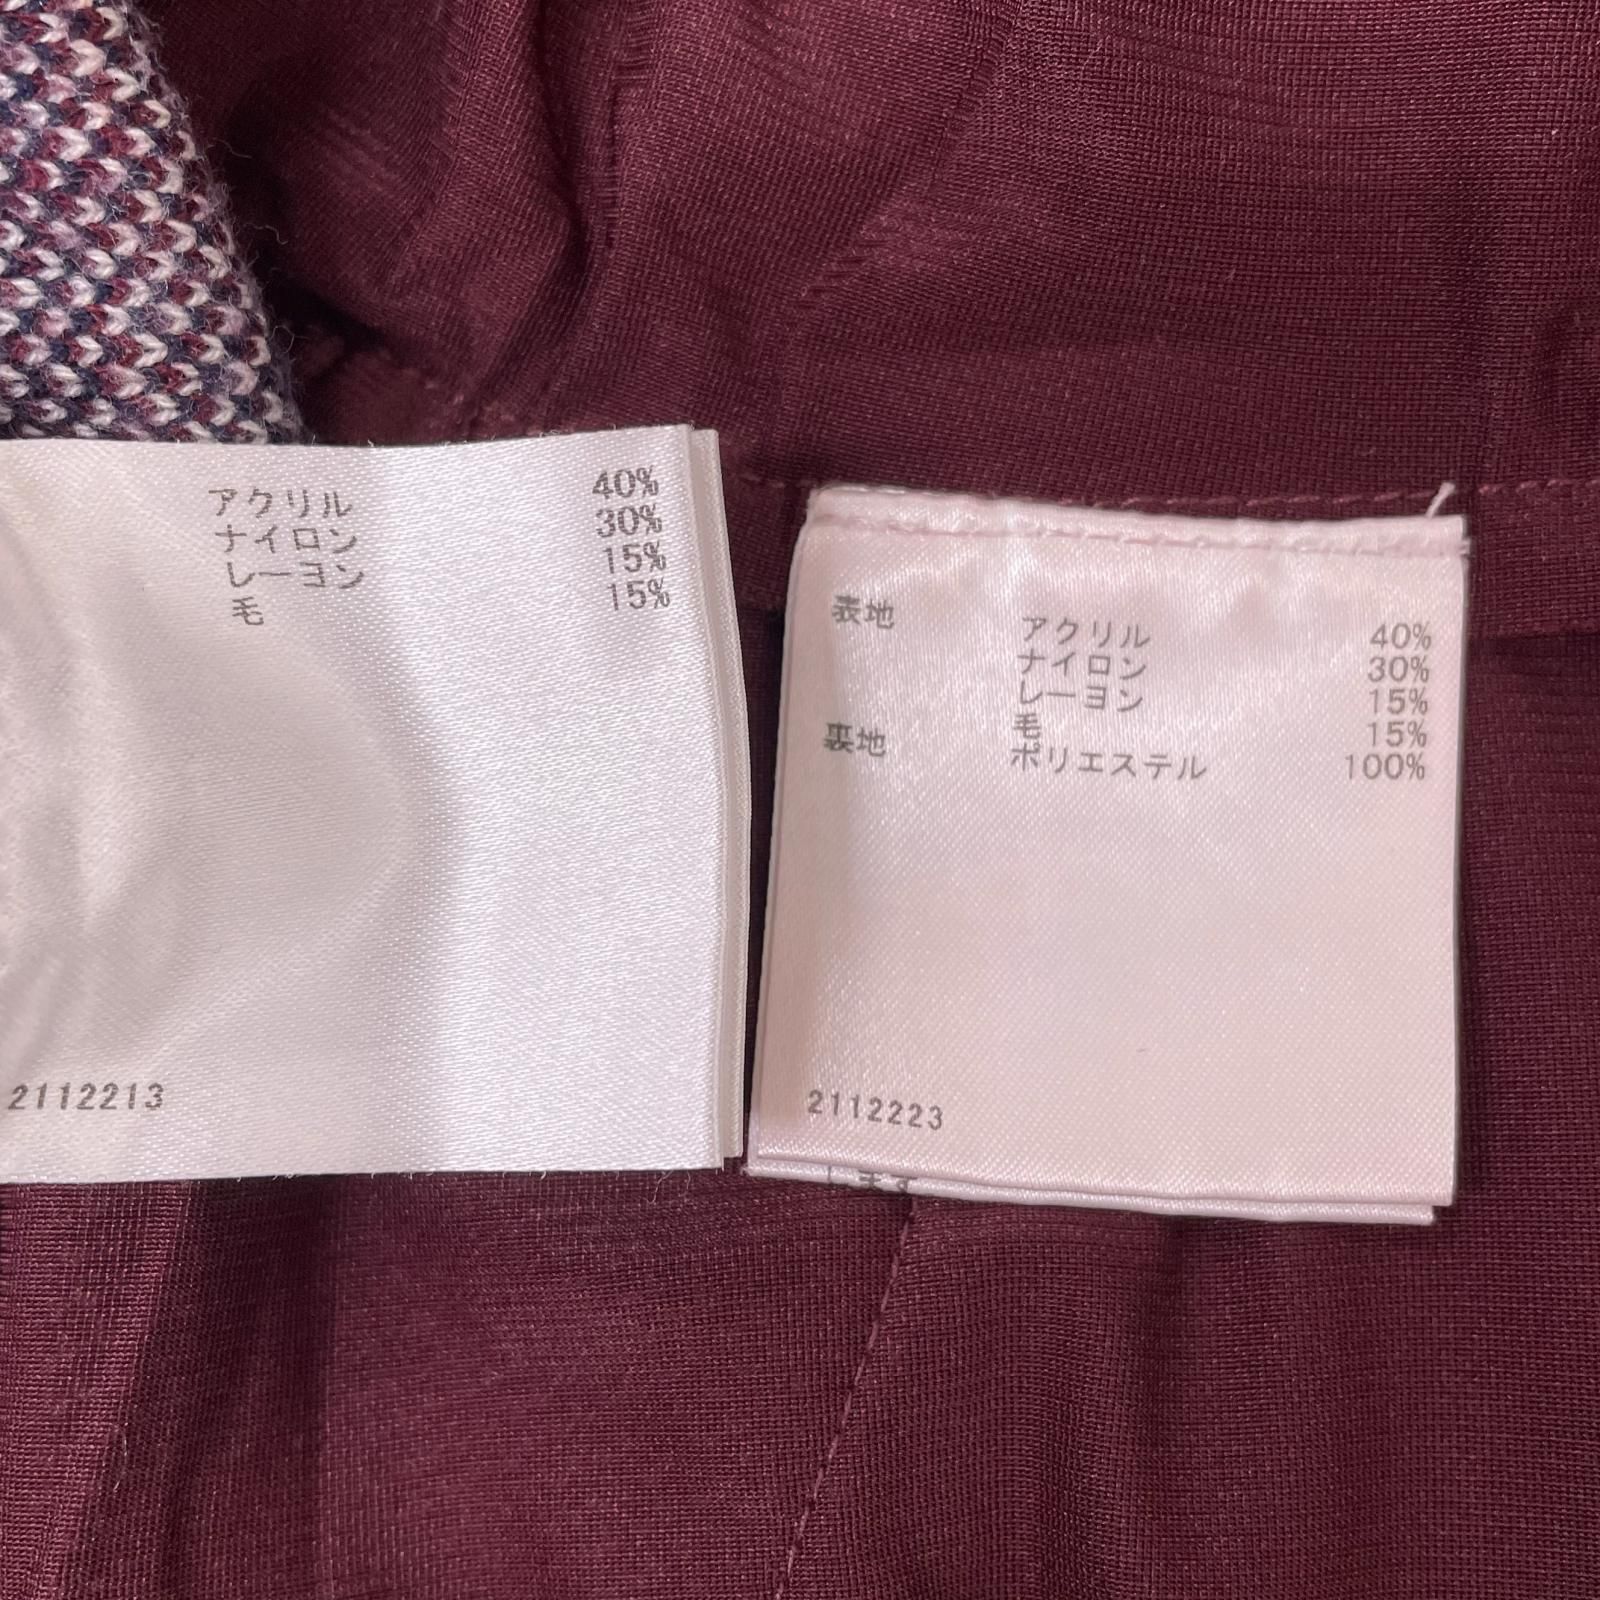 アクリル 40%
ナイロン 30%
レーヨン 15%
毛 15%
2112213
表地 アクリル 40%
ナイロン 30%
レーヨン 15%
毛 15%
裏地 ポリエステル 100%
2112223